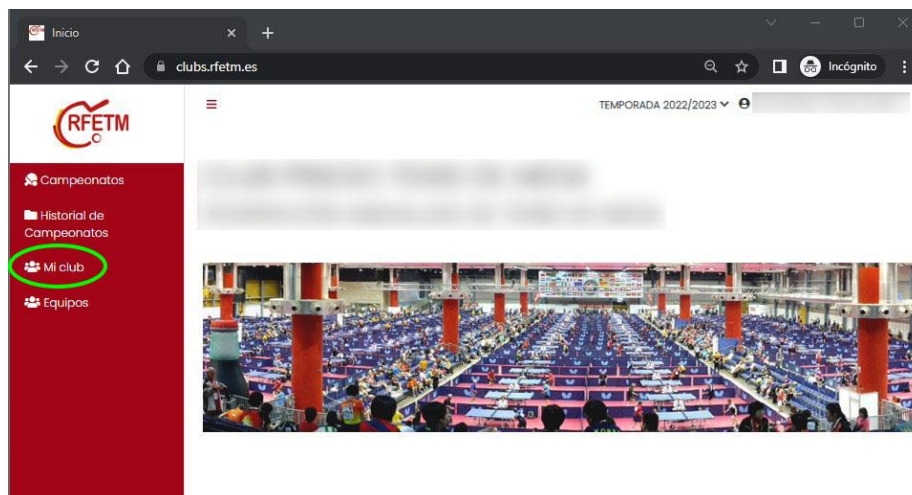 Inicio
clubs.rfetm.es
Incógnito
RFETM
TEMPORADA 2022/2023
Campeonatos
Historial de
Campeonatos
Mi club
Equipos